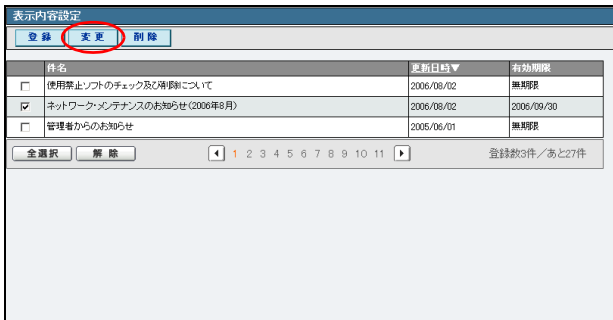 表示内容設定
登 録 変 更 削 除
件名 更新日時▼ 有効期限
使用禁止ソフトのチェック及び削除について 2006/08/02 無期限
ネットワーク・メンテナンスのお知らせ(2006年8月) 2006/08/02 2006/09/30
管理者からのお知らせ 2005/06/01 無期限
全選択 解 除 1 2 3 4 5 6 7 8 9 10 11 登録数3件／あと27件